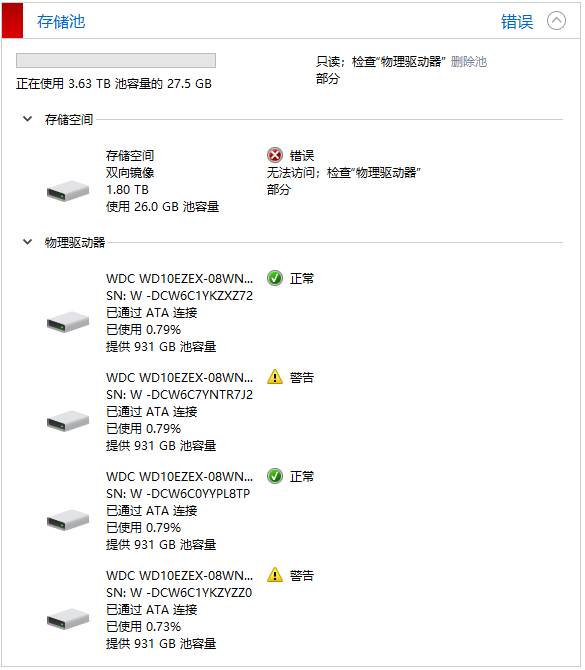 存储池 错误
正在使用 3.63 TB 池容量的 27.5 GB
只读；检查“物理驱动器” 删除池
部分
存储空间
存储空间
双向镜像
1.80 TB
使用 26.0 GB 池容量
错误
无法访问；检查“物理驱动器”
部分
物理驱动器
WDC WD10EZEX-08WN... 正常
SN: W -DCW6C1YKZXZ72
已通过 ATA 连接
已使用 0.79%
提供 931 GB 池容量
WDC WD10EZEX-08WN... 警告
SN: W -DCW6C7YNTR7J2
已通过 ATA 连接
已使用 0.79%
提供 931 GB 池容量
WDC WD10EZEX-08WN... 正常
SN: W -DCW6C0YYPL8TP
已通过 ATA 连接
已使用 0.79%
提供 931 GB 池容量
WDC WD10EZEX-08WN... 警告
SN: W -DCW6C1YKZYZZ0
已通过 ATA 连接
已使用 0.73%
提供 931 GB 池容量